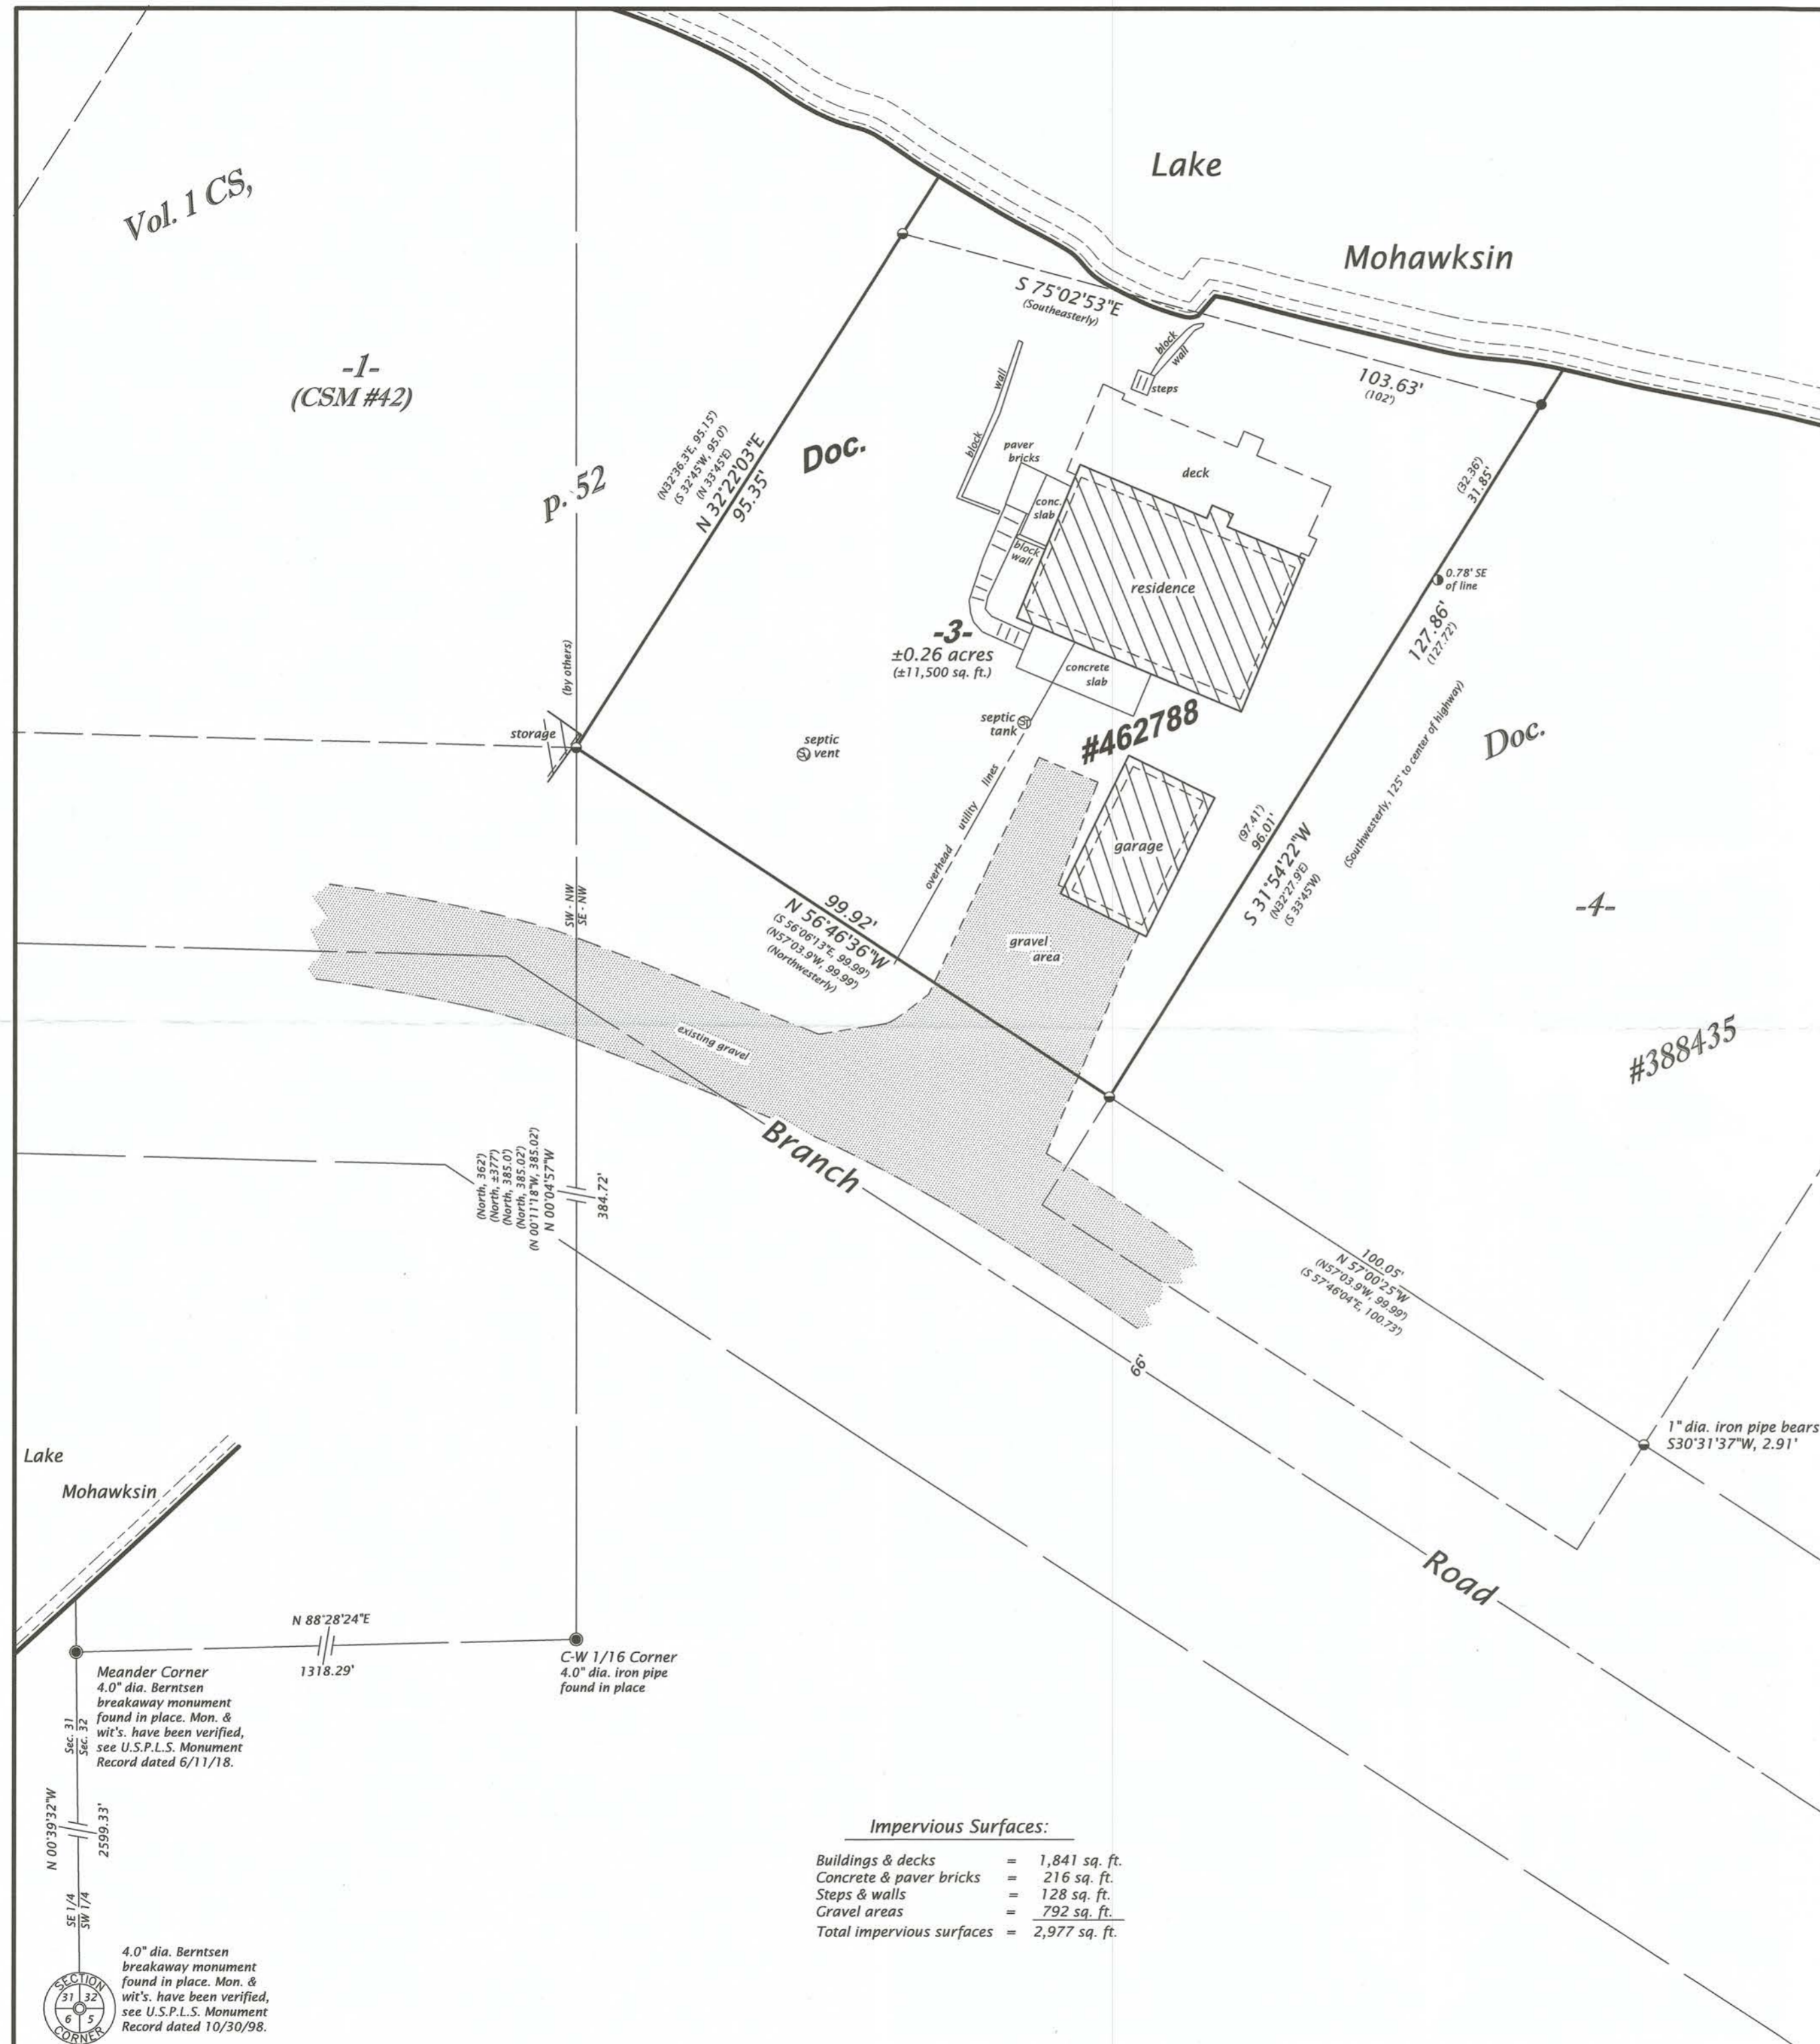 Lake
Mohawksin
Vol. 1 CS,
-1-
(CSM #42)
p. 52
Doc.
(N32°36.3'E, 95.15')
(S 32°45'W, 95.0')
(N 33°45'E)
N 32°22'03"E
95.35'
S 75°02'53"E
(Southeasterly)
103.63'
(102')
block
wall
block
wall
steps
paver
bricks
conc.
slab
block
wall
deck
residence
(32.36')
31.85'
0.78' SE
of line
127.86'
(127.72')
-3-
±0.26 acres
(±11,500 sq. ft.)
concrete
slab
(by others)
storage
septic
vent
septic
tank
#462788
overhead utility lines
garage
(97.41')
96.01'
S 31°54'22"W
(N32°27.9'E)
(S 33°45'W)
(Southwesterly, 125' to center of highway)
Doc.
-4-
#388435
SW - NW
SE - NW
99.92'
N 56°46'36"W
(S 56°06'13"E, 99.99')
(N57°03.9'W, 99.99')
(Northwesterly)
gravel
area
existing gravel
Branch
Road
66'
(North, 362')
(North, ±377')
(North, 385.0')
(North, 385.02')
(N 00°11'18"W, 385.02')
N 00°04'57"W
384.72'
100.05'
N 57°00'25"W
(N57°03.9'W, 99.99')
(S 57°46'04"E, 100.73')
1" dia. iron pipe bears
S30°31'37"W, 2.91'
Lake
Mohawksin
N 88°28'24"E
1318.29'
C-W 1/16 Corner
4.0" dia. iron pipe
found in place
Meander Corner
4.0" dia. Berntsen
breakaway monument
found in place. Mon. &
wit's. have been verified,
see U.S.P.L.S. Monument
Record dated 6/11/18.
Sec. 31
Sec. 32
N 00°39'32"W
2599.33'
SE 1/4
SW 1/4
SECTION
31 32
6 5
CORNER
4.0" dia. Berntsen
breakaway monument
found in place. Mon. &
wit's. have been verified,
see U.S.P.L.S. Monument
Record dated 10/30/98.
Impervious Surfaces:
Buildings & decks = 1,841 sq. ft.
Concrete & paver bricks = 216 sq. ft.
Steps & walls = 128 sq. ft.
Gravel areas = 792 sq. ft.
Total impervious surfaces = 2,977 sq. ft.